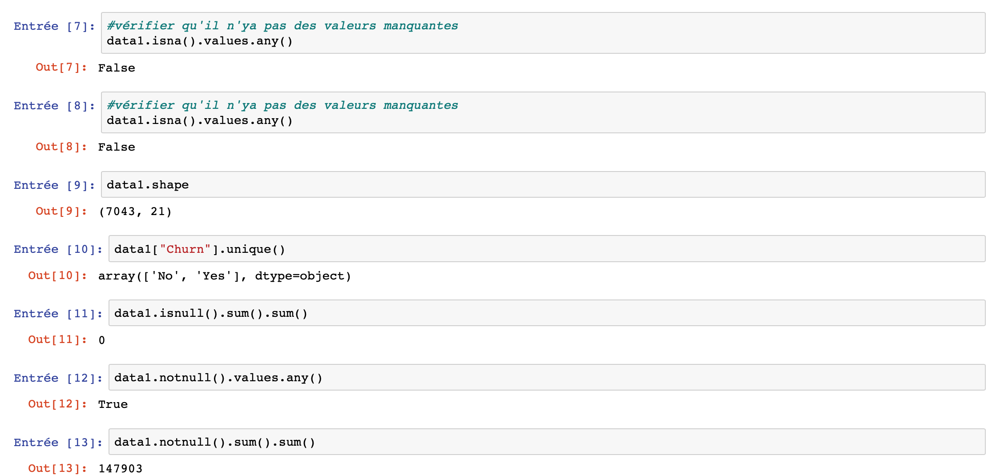 Entrée [7]: #vérifier qu'il n'ya pas des valeurs manquantes
data1.isna().values.any()
Out[7]: False
Entrée [8]: #vérifier qu'il n'ya pas des valeurs manquantes
data1.isna().values.any()
Out[8]: False
Entrée [9]: data1.shape
Out[9]: (7043, 21)
Entrée [10]: data1["Churn"].unique()
Out[10]: array(['No', 'Yes'], dtype=object)
Entrée [11]: data1.isnull().sum().sum()
Out[11]: 0
Entrée [12]: data1.notnull().values.any()
Out[12]: True
Entrée [13]: data1.notnull().sum().sum()
Out[13]: 147903